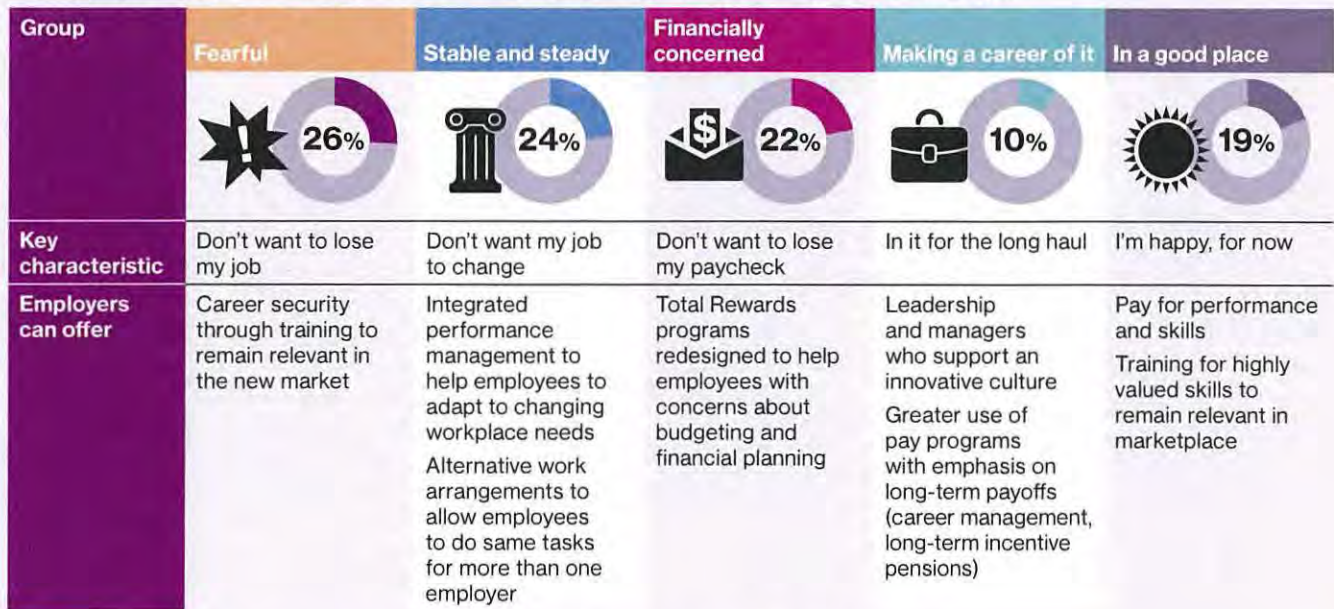 Group
Fearful
Stable and steady
Financially
concerned
Making a career of it
In a good place
!
26%
24%
$
22%
10%
19%
Key
characteristic
Don't want to lose
my job
Don't want my job
to change
Don't want to lose
my paycheck
In it for the long haul
I'm happy, for now
Employers
can offer
Career security
through training to
remain relevant in
the new market
Integrated
performance
management to
help employees to
adapt to changing
workplace needs
Alternative work
arrangements to
allow employees
to do same tasks
for more than one
employer
Total Rewards
programs
redesigned to help
employees with
concerns about
budgeting and
financial planning
Leadership
and managers
who support an
innovative culture
Greater use of
pay programs
with emphasis on
long-term payoffs
(career management,
long-term incentive
pensions)
Pay for performance
and skills
Training for highly
valued skills to
remain relevant in
marketplace